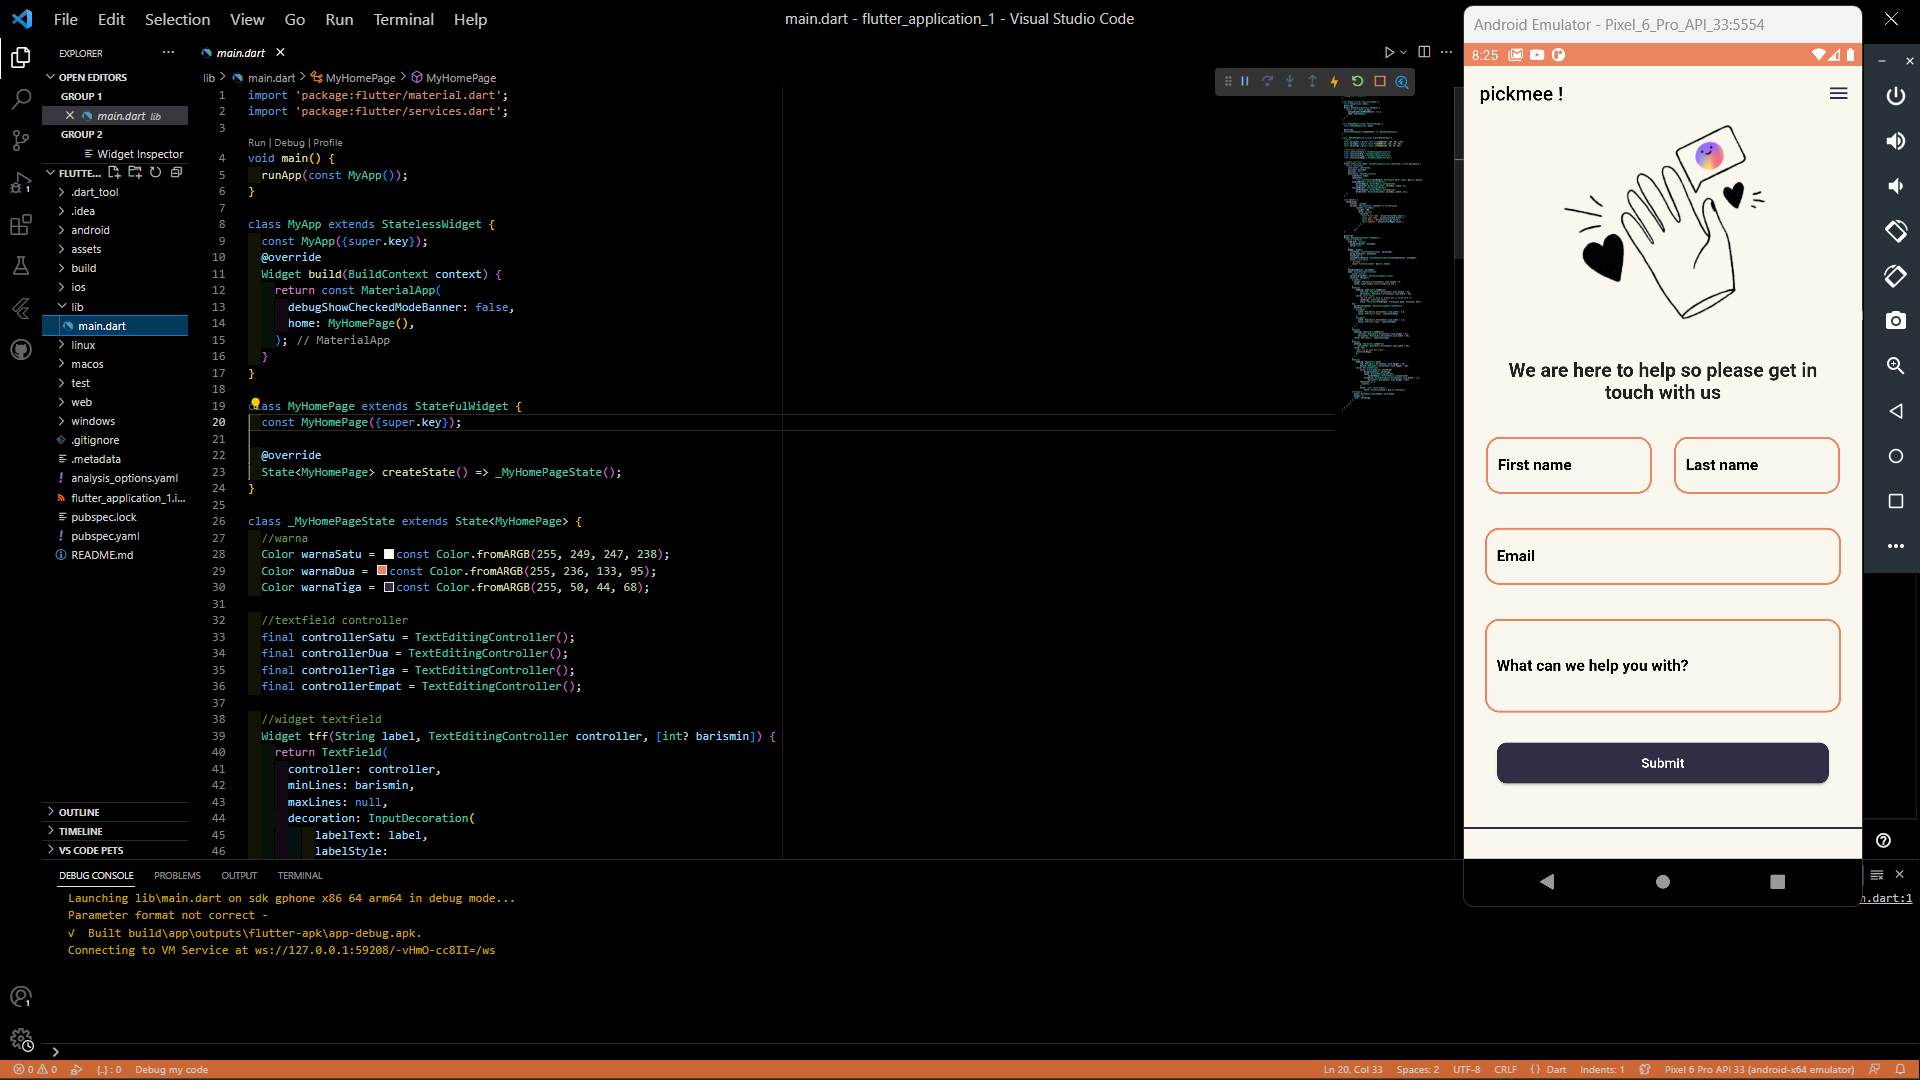 File Edit Selection View Go Run Terminal Help
main.dart - flutter_application_1 - Visual Studio Code
EXPLORER
OPEN EDITORS
GROUP 1
main.dart lib
GROUP 2
Widget Inspector
FLUTTE...
.dart_tool
.idea
android
assets
build
ios
lib
main.dart
linux
macos
test
web
windows
.gitignore
.metadata
analysis_options.yaml
flutter_application_1.i...
pubspec.lock
pubspec.yaml
README.md
OUTLINE
TIMELINE
VS CODE PETS
main.dart
lib > main.dart > MyHomePage > MyHomePage
1 import 'package:flutter/material.dart';
2 import 'package:flutter/services.dart';
3
Run | Debug | Profile
4 void main() {
5 runApp(const MyApp());
6 }
7
8 class MyApp extends StatelessWidget {
9 const MyApp({super.key});
10 @override
11 Widget build(BuildContext context) {
12 return const MaterialApp(
13 debugShowCheckedModeBanner: false,
14 home: MyHomePage(),
15 ); // MaterialApp
16 }
17 }
18
19 class MyHomePage extends StatefulWidget {
20 const MyHomePage({super.key});
21
22 @override
23 State<MyHomePage> createState() => _MyHomePageState();
24 }
25
26 class _MyHomePageState extends State<MyHomePage> {
27 //warna
28 Color warnaSatu = const Color.fromARGB(255, 249, 247, 238);
29 Color warnaDua = const Color.fromARGB(255, 236, 133, 95);
30 Color warnaTiga = const Color.fromARGB(255, 50, 44, 68);
31
32 //textfield controller
33 final controllerSatu = TextEditingController();
34 final controllerDua = TextEditingController();
35 final controllerTiga = TextEditingController();
36 final controllerEmpat = TextEditingController();
37
38 //widget textfield
39 Widget tff(String label, TextEditingController controller, [int? barismin]) {
40 return TextField(
41 controller: controller,
42 minLines: barismin,
43 maxLines: null,
44 decoration: InputDecoration(
45 labelText: label,
46 labelStyle:
DEBUG CONSOLE PROBLEMS OUTPUT TERMINAL
Launching lib\main.dart on sdk gphone x86 64 arm64 in debug mode...
Parameter format not correct -
√ Built build\app\outputs\flutter-apk\app-debug.apk.
Connecting to VM Service at ws://127.0.0.1:59208/-vHmO-cc8II=/ws
n.dart:1
Android Emulator - Pixel_6_Pro_API_33:5554
8:25
pickmee !
We are here to help so please get in
touch with us
First name
Last name
Email
What can we help you with?
Submit
0 0 {..} : 0 Debug my code
Ln 20, Col 33 Spaces: 2 UTF-8 CRLF {} Dart Indents: 1 Pixel 6 Pro API 33 (android-x64 emulator)